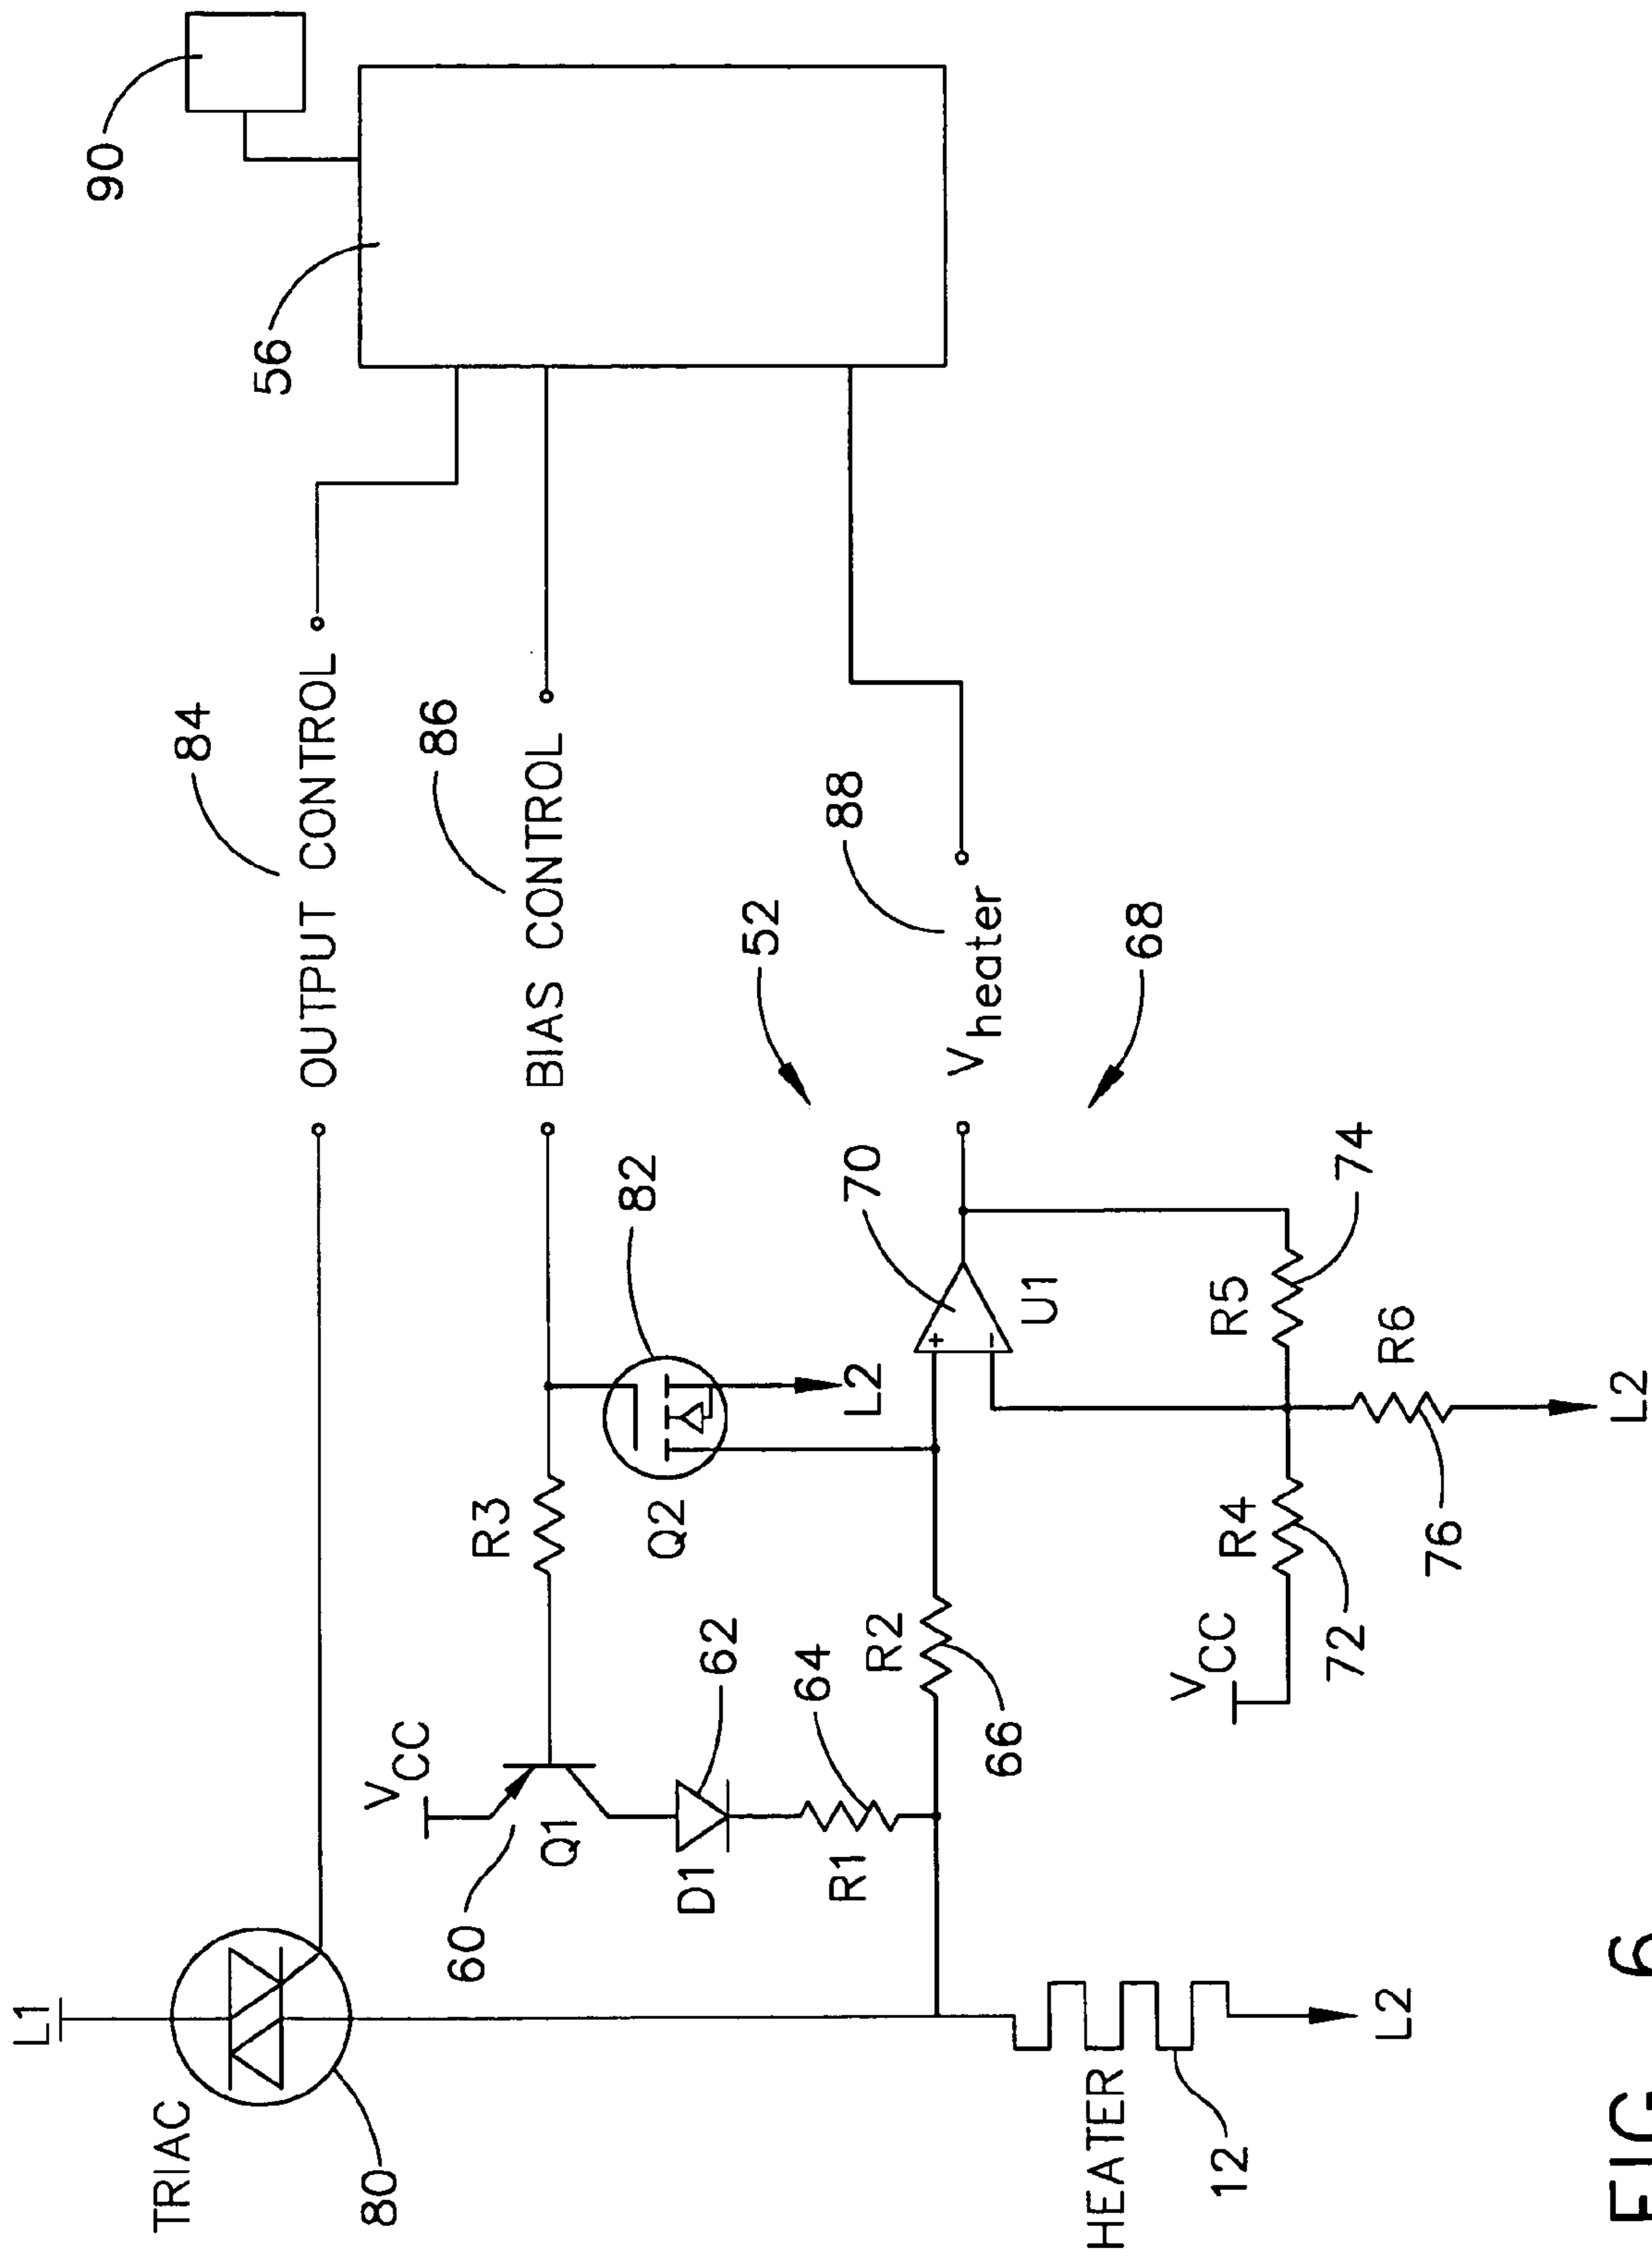 L1
TRIAC
80
OUTPUT CONTROL
84
90
56
VCC
60
Q1
R3
BIAS CONTROL
86
82
Q2
L2
D1
62
R1
64
R2
66
52
70
U1
Vheater
88
68
HEATER
12
L2
VCC
R4
72
R5
74
R6
76
L2
FIG. 6